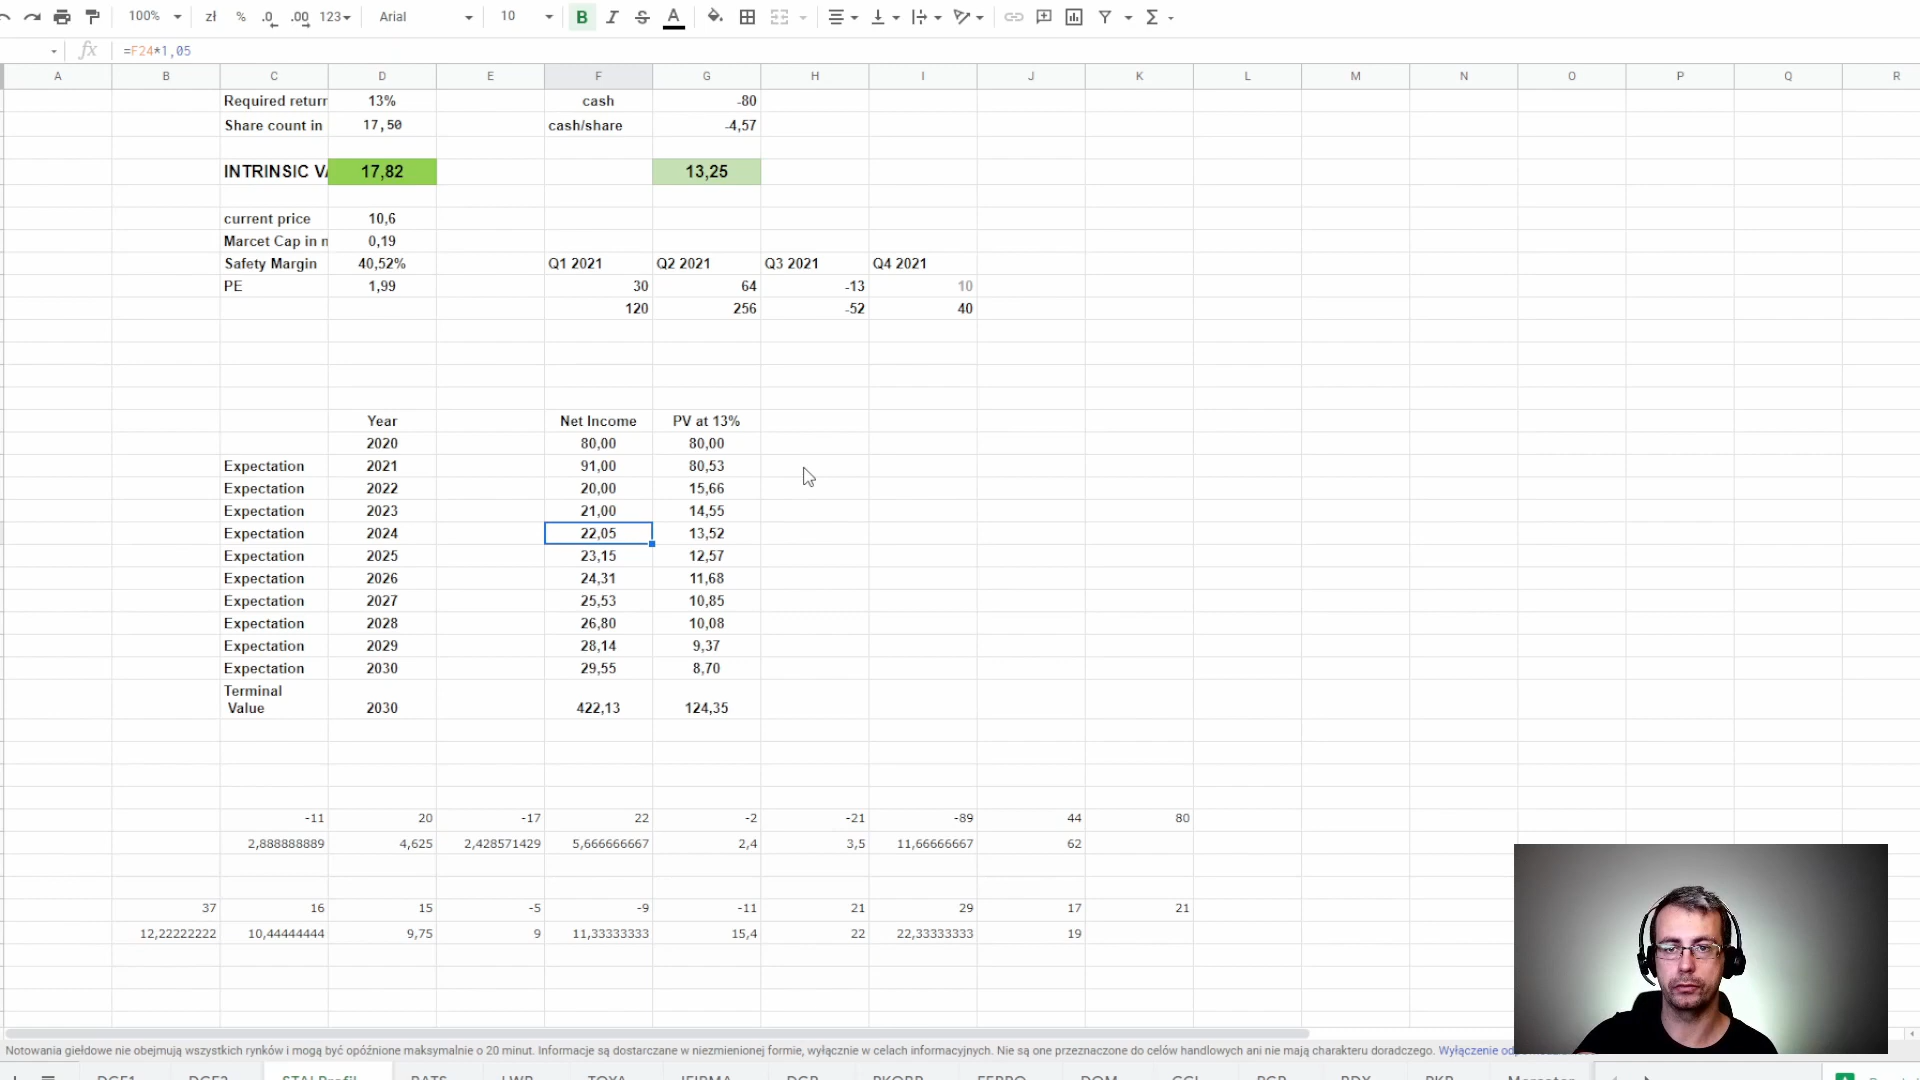 100% zł % .0 .00 123 Arial 10 B I S A Σ
fx =F24*1,05
A B C D E F G H I J K L M N O P Q R
Required returr 13% cash -80
Share count in 17,50 cash/share -4,57
INTRINSIC V 17,82 13,25
current price 10,6
Marcet Cap in n 0,19
Safety Margin 40,52% Q1 2021 Q2 2021 Q3 2021 Q4 2021
PE 1,99 30 64 -13 10
120 256 -52 40
Year Net Income PV at 13%
2020 80,00 80,00
Expectation 2021 91,00 80,53
Expectation 2022 20,00 15,66
Expectation 2023 21,00 14,55
Expectation 2024 22,05 13,52
Expectation 2025 23,15 12,57
Expectation 2026 24,31 11,68
Expectation 2027 25,53 10,85
Expectation 2028 26,80 10,08
Expectation 2029 28,14 9,37
Expectation 2030 29,55 8,70
Terminal
Value 2030 422,13 124,35
-11 20 -17 22 -2 -21 -89 44 80
2,888888889 4,625 2,428571429 5,666666667 2,4 3,5 11,66666667 62
37 16 15 -5 -9 -11 21 29 17 21
12,22222222 10,44444444 9,75 9 11,33333333 15,4 22 22,33333333 19
Notowania giełdowe nie obejmują wszystkich rynków i mogą być opóźnione maksymalnie o 20 minut. Informacje są dostarczane w niezmienionej formie, wyłącznie w celach informacyjnych. Nie są one przeznaczone do celów handlowych ani nie mają charakteru doradczego. Wyłączenie od